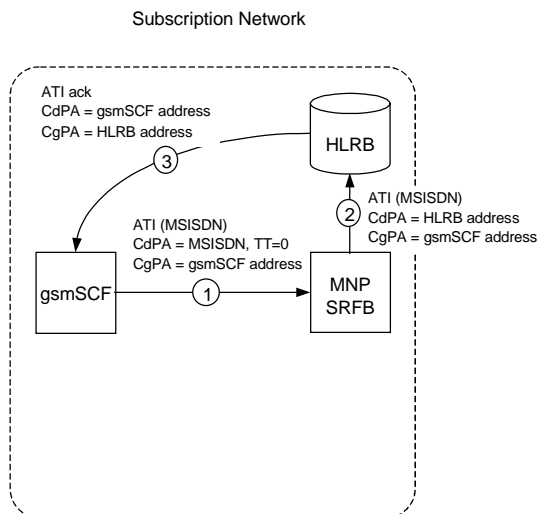 Subscription Network
ATI ack
CdPA = gsmSCF address
CgPA = HLRB address
HLRB
3
ATI (MSISDN)
CdPA = HLRB address
CgPA = gsmSCF address
2
ATI (MSISDN)
CdPA = MSISDN, TT=0
CgPA = gsmSCF address
gsmSCF
1
MNP
SRFB